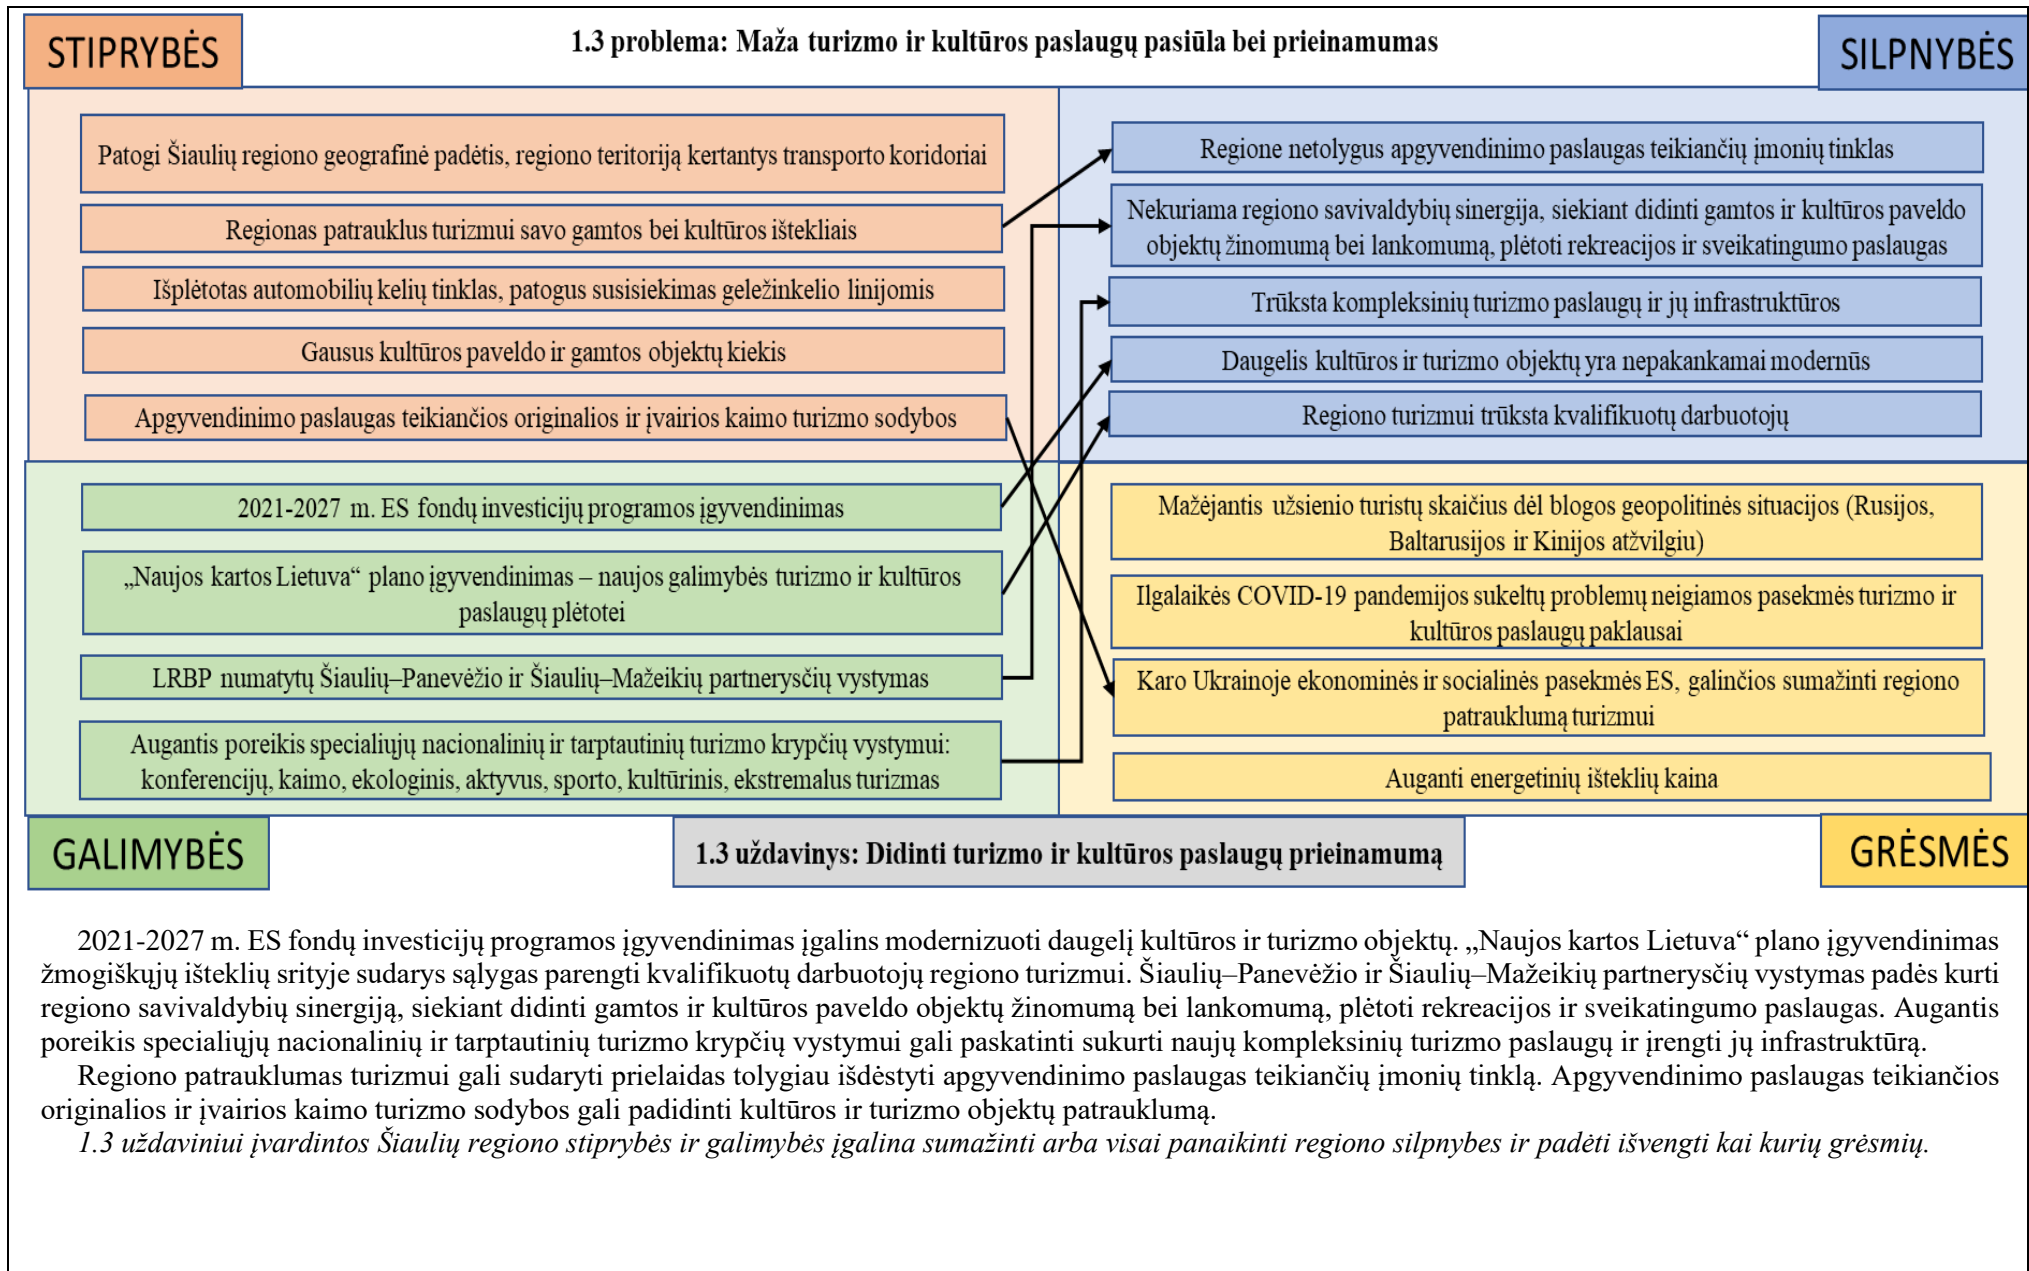 STIPRYBĖS
1.3 problema: Maža turizmo ir kultūros paslaugų pasiūla bei prieinamumas
SILPNYBĖS
Patogi Šiaulių regiono geografinė padėtis, regiono teritoriją kertantys transporto koridoriai
Regionas patrauklus turizmui savo gamtos bei kultūros ištekliais
Išplėtotas automobilių kelių tinklas, patogus susisiekimas geležinkelio linijomis
Gausus kultūros paveldo ir gamtos objektų kiekis
Apgyvendinimo paslaugas teikiančios originalios ir įvairios kaimo turizmo sodybos
Regione netolygus apgyvendinimo paslaugas teikiančių įmonių tinklas
Nekuriama regiono savivaldybių sinergija, siekiant didinti gamtos ir kultūros paveldo
objektų žinomumą bei lankomumą, plėtoti rekreacijos ir sveikatingumo paslaugas
Trūksta kompleksinių turizmo paslaugų ir jų infrastruktūros
Daugelis kultūros ir turizmo objektų yra nepakankamai modernūs
Regiono turizmui trūksta kvalifikuotų darbuotojų
2021-2027 m. ES fondų investicijų programos įgyvendinimas
„Naujos kartos Lietuva“ plano įgyvendinimas – naujos galimybės turizmo ir kultūros
paslaugų plėtotei
LRBP numatytų Šiaulių–Panevėžio ir Šiaulių–Mažeikių partnerysčių vystymas
Augantis poreikis specialiųjų nacionalinių ir tarptautinių turizmo krypčių vystymui:
konferencijų, kaimo, ekologinis, aktyvus, sporto, kultūrinis, ekstremalus turizmas
Mažėjantis užsienio turistų skaičius dėl blogos geopolitinės situacijos (Rusijos,
Baltarusijos ir Kinijos atžvilgiu)
Ilgalaikės COVID-19 pandemijos sukeltų problemų neigiamos pasekmės turizmo ir
kultūros paslaugų paklausai
Karo Ukrainoje ekonominės ir socialinės pasekmės ES, galinčios sumažinti regiono
patrauklumą turizmui
Auganti energetinių išteklių kaina
GALIMYBĖS
1.3 uždavinys: Didinti turizmo ir kultūros paslaugų prieinamumą
GRĖSMĖS
2021-2027 m. ES fondų investicijų programos įgyvendinimas įgalins modernizuoti daugelį kultūros ir turizmo objektų. „Naujos kartos Lietuva“ plano įgyvendinimas
žmogiškųjų išteklių srityje sudarys sąlygas parengti kvalifikuotų darbuotojų regiono turizmui. Šiaulių–Panevėžio ir Šiaulių–Mažeikių partnerysčių vystymas padės kurti
regiono savivaldybių sinergiją, siekiant didinti gamtos ir kultūros paveldo objektų žinomumą bei lankomumą, plėtoti rekreacijos ir sveikatingumo paslaugas. Augantis
poreikis specialiųjų nacionalinių ir tarptautinių turizmo krypčių vystymui gali paskatinti sukurti naujų kompleksinių turizmo paslaugų ir įrengti jų infrastruktūrą.
Regiono patrauklumas turizmui gali sudaryti prielaidas tolygiau išdėstyti apgyvendinimo paslaugas teikiančių įmonių tinklą. Apgyvendinimo paslaugas teikiančios
originalios ir įvairios kaimo turizmo sodybos gali padidinti kultūros ir turizmo objektų patrauklumą.
1.3 uždaviniui įvardintos Šiaulių regiono stiprybės ir galimybės įgalina sumažinti arba visai panaikinti regiono silpnybes ir padėti išvengti kai kurių grėsmių.